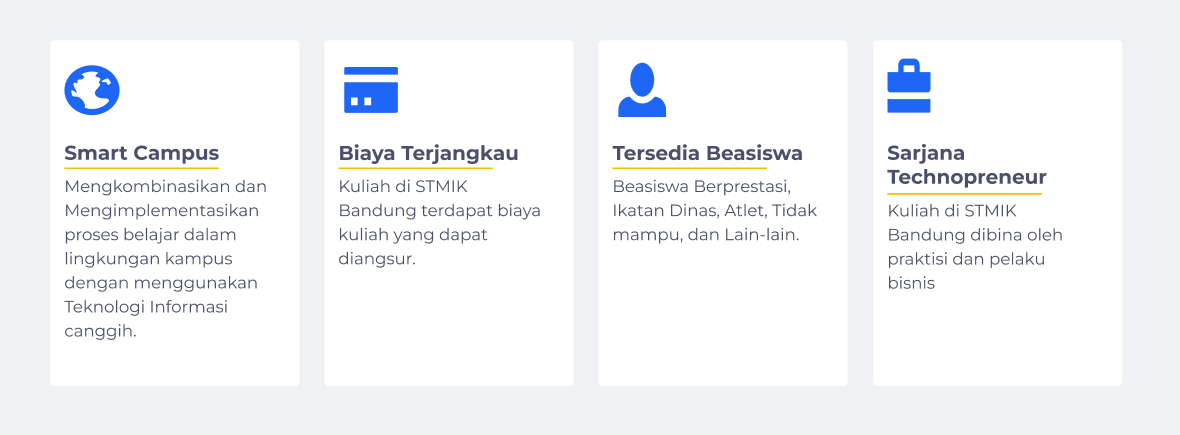 Smart Campus
Mengkombinasikan dan
Mengimplementasikan
proses belajar dalam
lingkungan kampus
dengan menggunakan
Teknologi Informasi
canggih.
Biaya Terjangkau
Kuliah di STMIK
Bandung terdapat biaya
kuliah yang dapat
diangsur.
Tersedia Beasiswa
Beasiswa Berprestasi,
Ikatan Dinas, Atlet, Tidak
mampu, dan Lain-lain.
Sarjana
Technopreneur
Kuliah di STMIK
Bandung dibina oleh
praktisi dan pelaku
bisnis